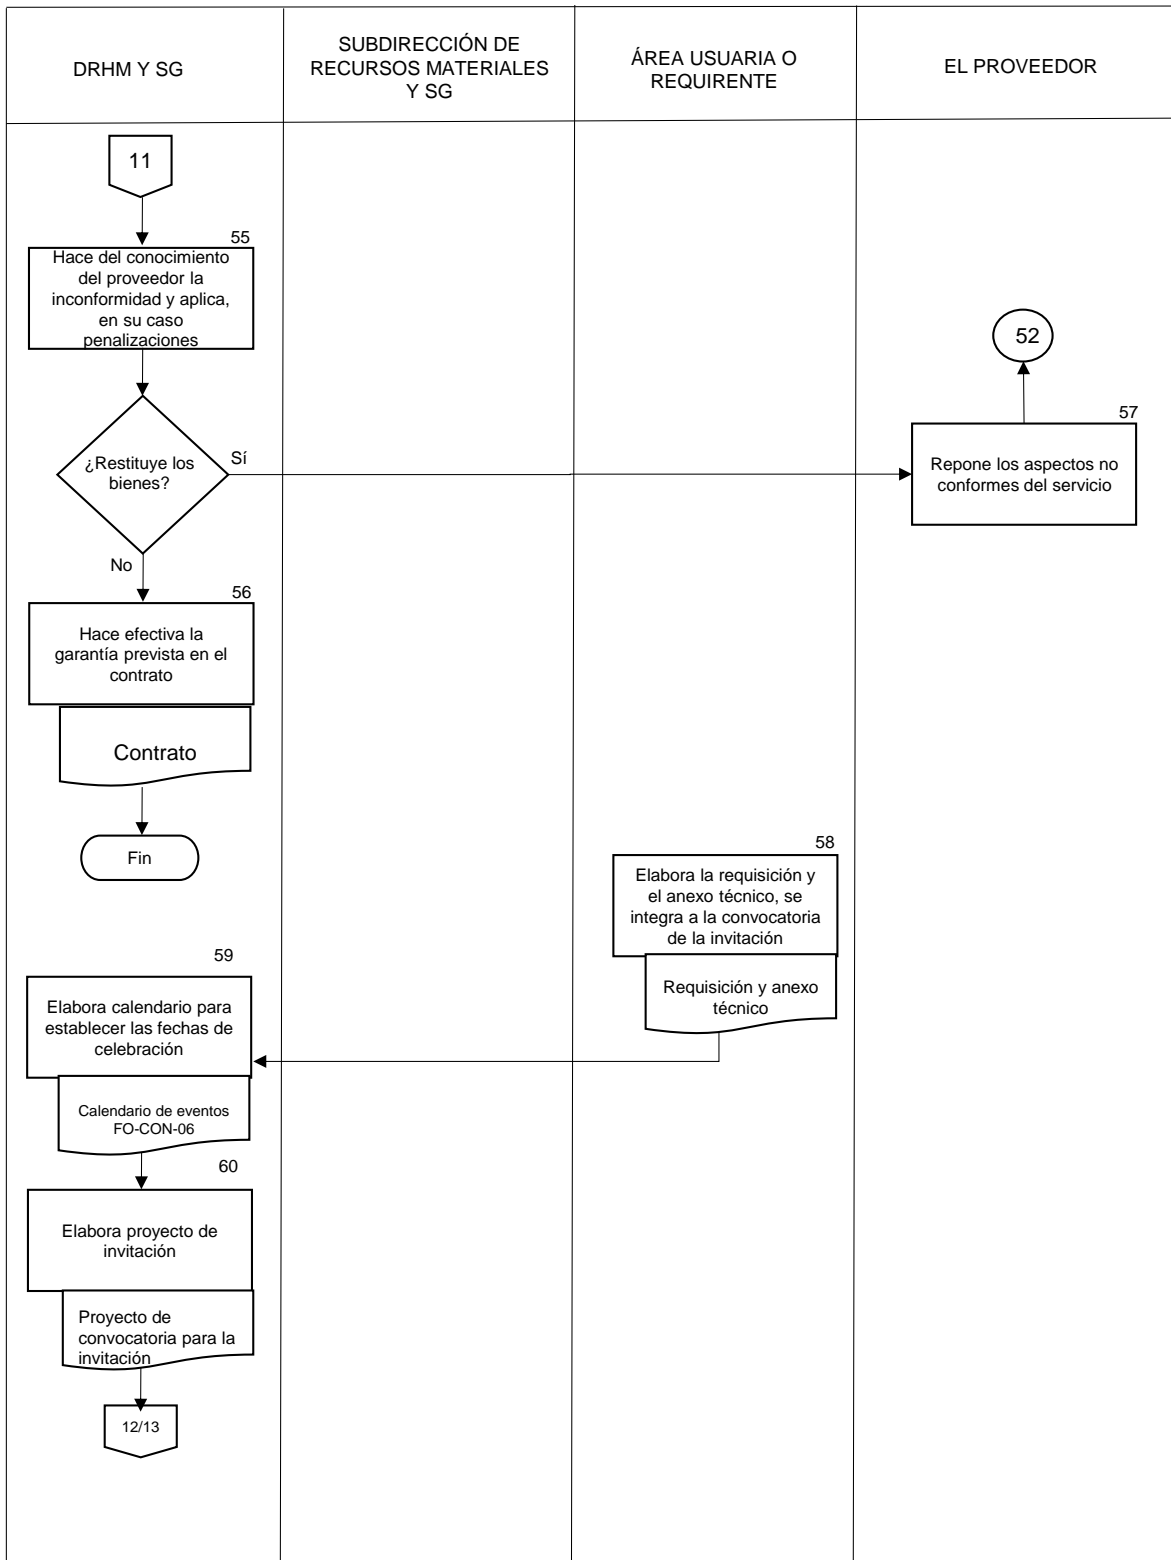 DRHM Y SG
SUBDIRECCIÓN DE
RECURSOS MATERIALES
Y SG
ÁREA USUARIA O
REQUIRENTE
EL PROVEEDOR
11
55
Hace del conocimiento
del proveedor la
inconformidad y aplica,
en su caso
penalizaciones
52
57
¿Restituye los
bienes?
Sí
Repone los aspectos no
conformes del servicio
No
56
Hace efectiva la
garantía prevista en el
contrato
Contrato
Fin
58
Elabora la requisición y
el anexo técnico, se
integra a la convocatoria
de la invitación
Requisición y anexo
técnico
59
Elabora calendario para
establecer las fechas de
celebración
Calendario de eventos
FO-CON-06
60
Elabora proyecto de
invitación
Proyecto de
convocatoria para la
invitación
12/13